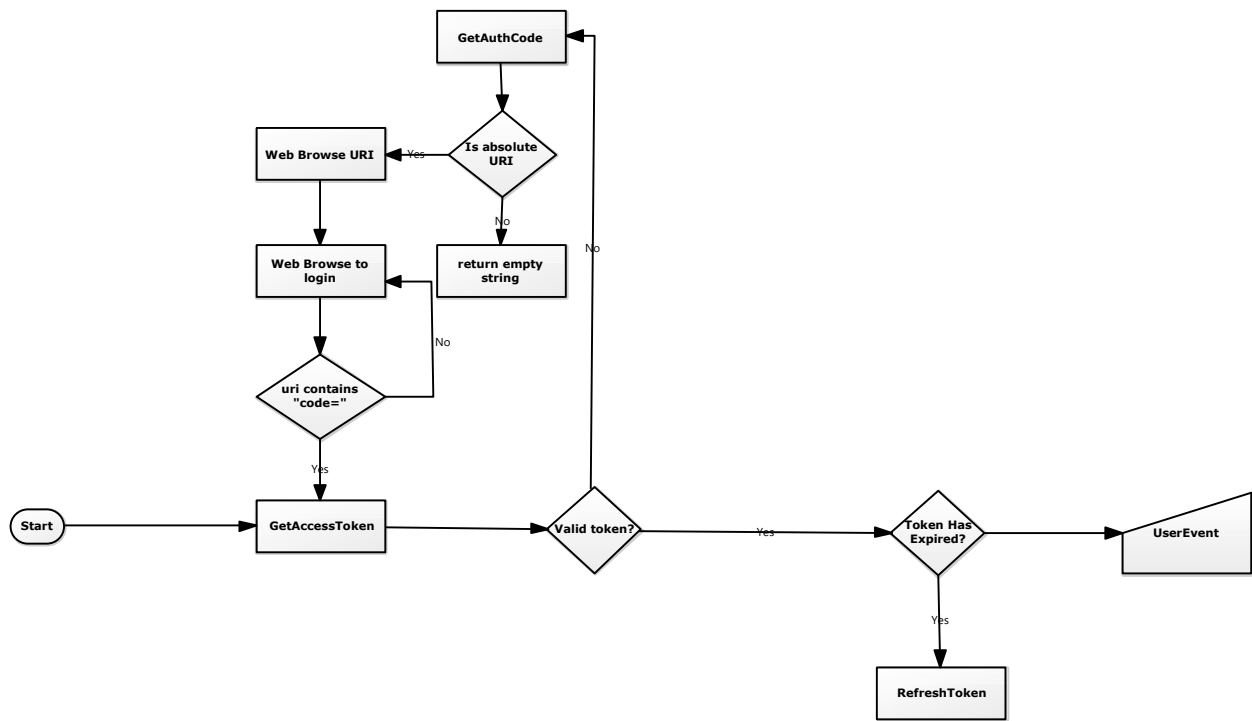 GetAuthCode
Is absolute
URI
Yes
Web Browse URI
No
Web Browse to
login
return empty
string
No
No
uri contains
"code="
Yes
Start
GetAccessToken
Valid token?
Yes
Token Has
Expired?
UserEvent
Yes
RefreshToken